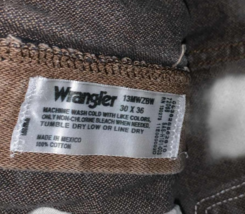 Wrangler 13MWZBW
30 X 36
MACHINE WASH COLD WITH LIKE COLORS,
ONLY NON-CHLORINE BLEACH WHEN NEEDED.
TUMBLE DRY LOW OR LINE DRY
MADE IN MEXICO
100% COTTON